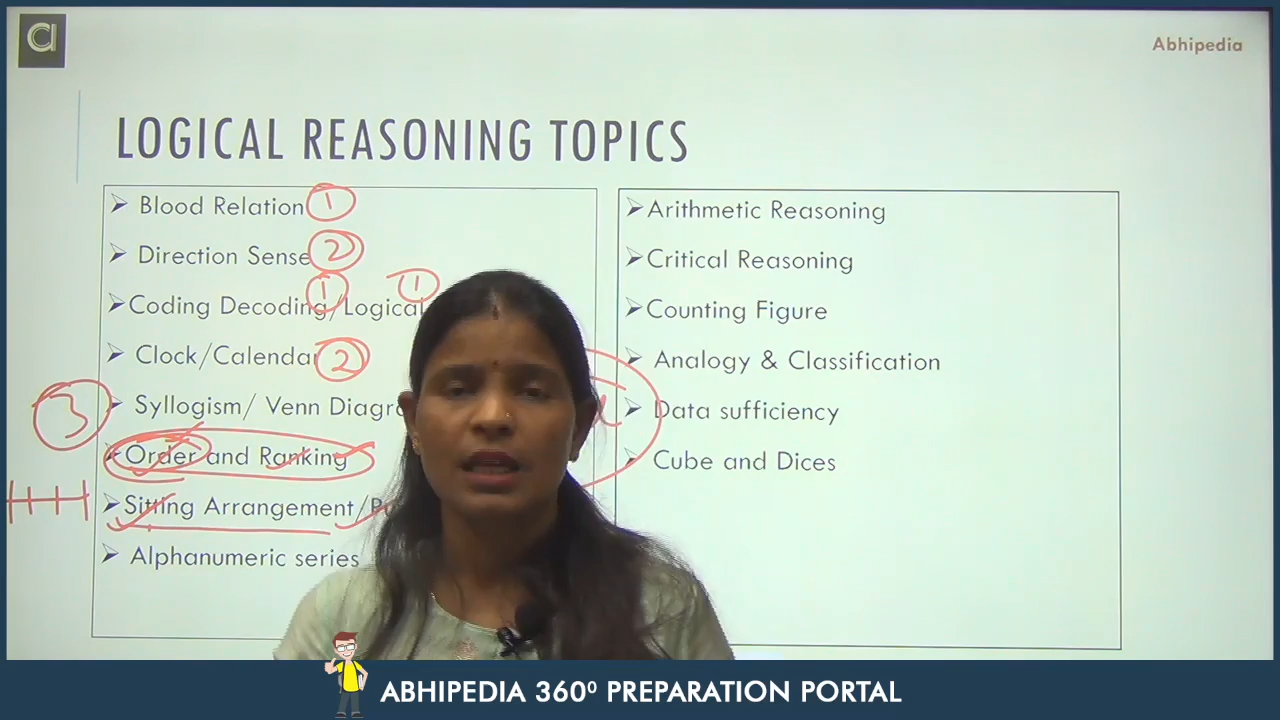 Abhipedia
LOGICAL REASONING TOPICS
Blood Relation 1
Direction Sense 2
1 1
Coding Decoding/Logical
Clock/Calendar 2
3 Syllogism/ Venn Diagra
Order and Ranking
Sitting Arrangement/
Alphanumeric series
Arithmetic Reasoning
Critical Reasoning
Counting Figure
Analogy & Classification
Data sufficiency
Cube and Dices
ABHIPEDIA 360⁰ PREPARATION PORTAL